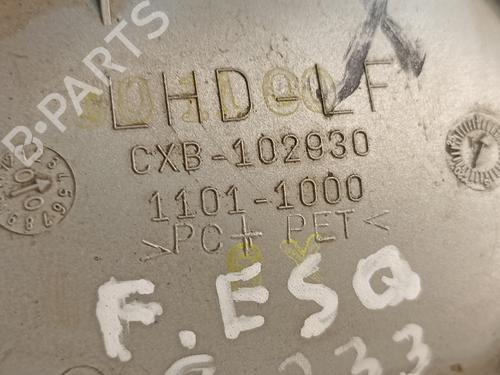 B-PARTS
LHD-LF
CXB-102930
1101-1000
>PC+PET<
F.ESQ